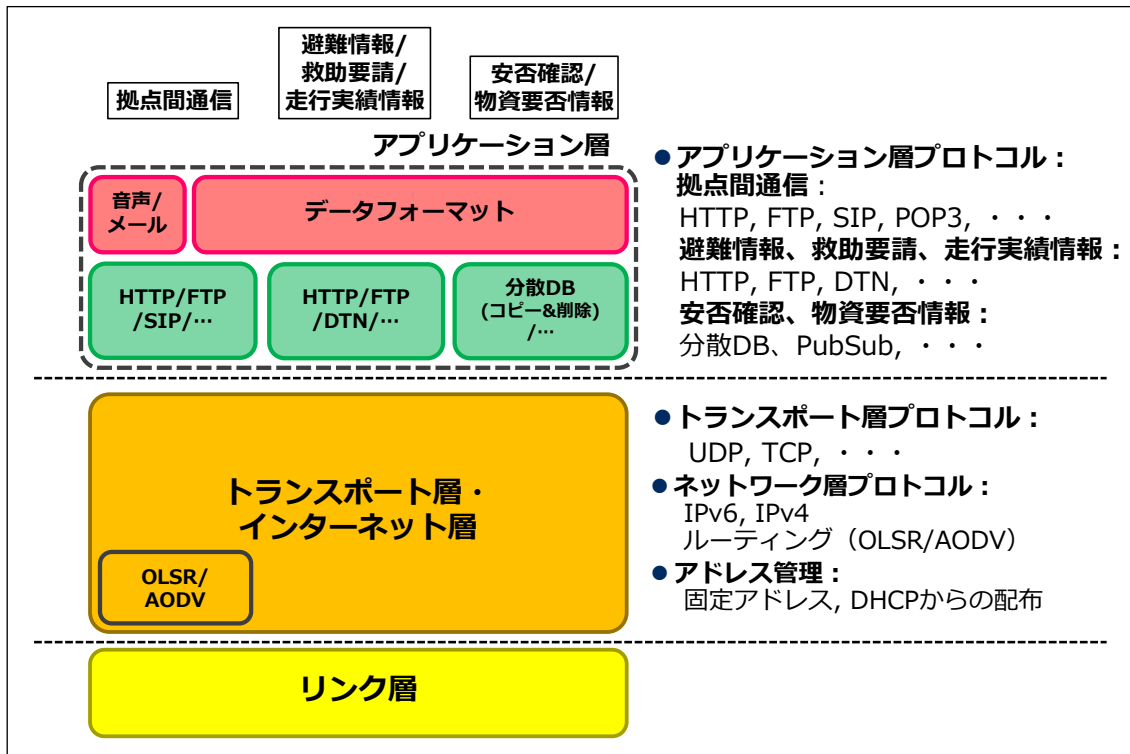 拠点間通信
避難情報/
救助要請/
走行実績情報
安否確認/
物資要否情報
アプリケーション層
音声/
メール
データフォーマット
HTTP/FTP
/SIP/…
HTTP/FTP
/DTN/…
分散DB
(コピー&削除)
/…
●アプリケーション層プロトコル：
拠点間通信：
HTTP, FTP, SIP, POP3, ・・・
避難情報、救助要請、走行実績情報：
HTTP, FTP, DTN, ・・・
安否確認、物資要否情報：
分散DB、PubSub, ・・・
トランスポート層・
インターネット層
OLSR/
AODV
●トランスポート層プロトコル：
UDP, TCP, ・・・
●ネットワーク層プロトコル：
IPv6, IPv4
ルーティング（OLSR/AODV）
●アドレス管理：
固定アドレス, DHCPからの配布
リンク層